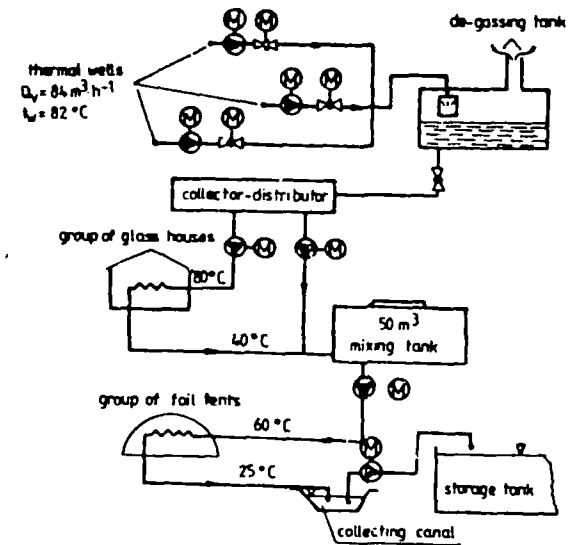 M
M
de-gassing tank
thermal wells
Qv = 84 m³·h⁻¹
tw = 82 °C
M
M
M
M
collector-distributor
group of glass houses
M
M
80°C
50 m³
mixing tank
40°C
M
group of foil tents
60 °C
M
25°C
storage tank
collecting canal